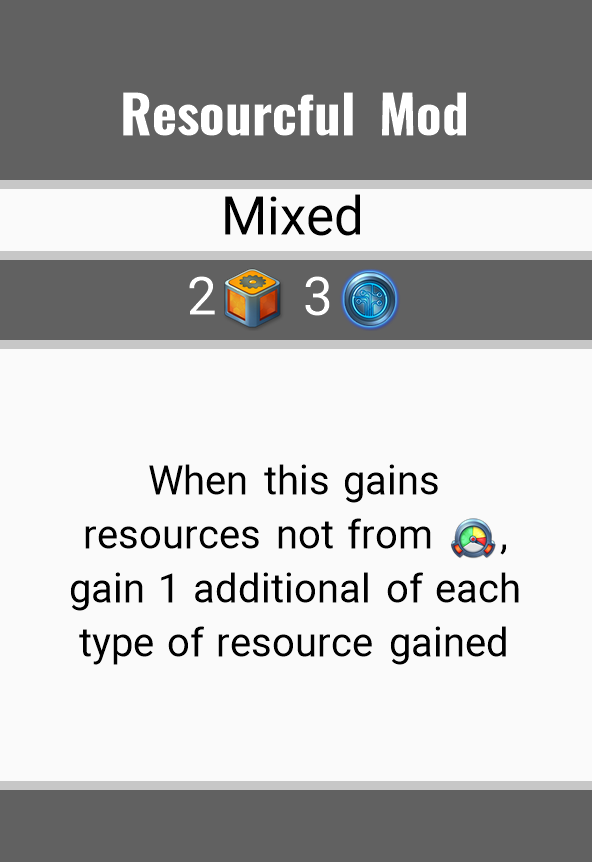 Resourcful Mod
Mixed
2 3
When this gains
resources not from ,
gain 1 additional of each
type of resource gained